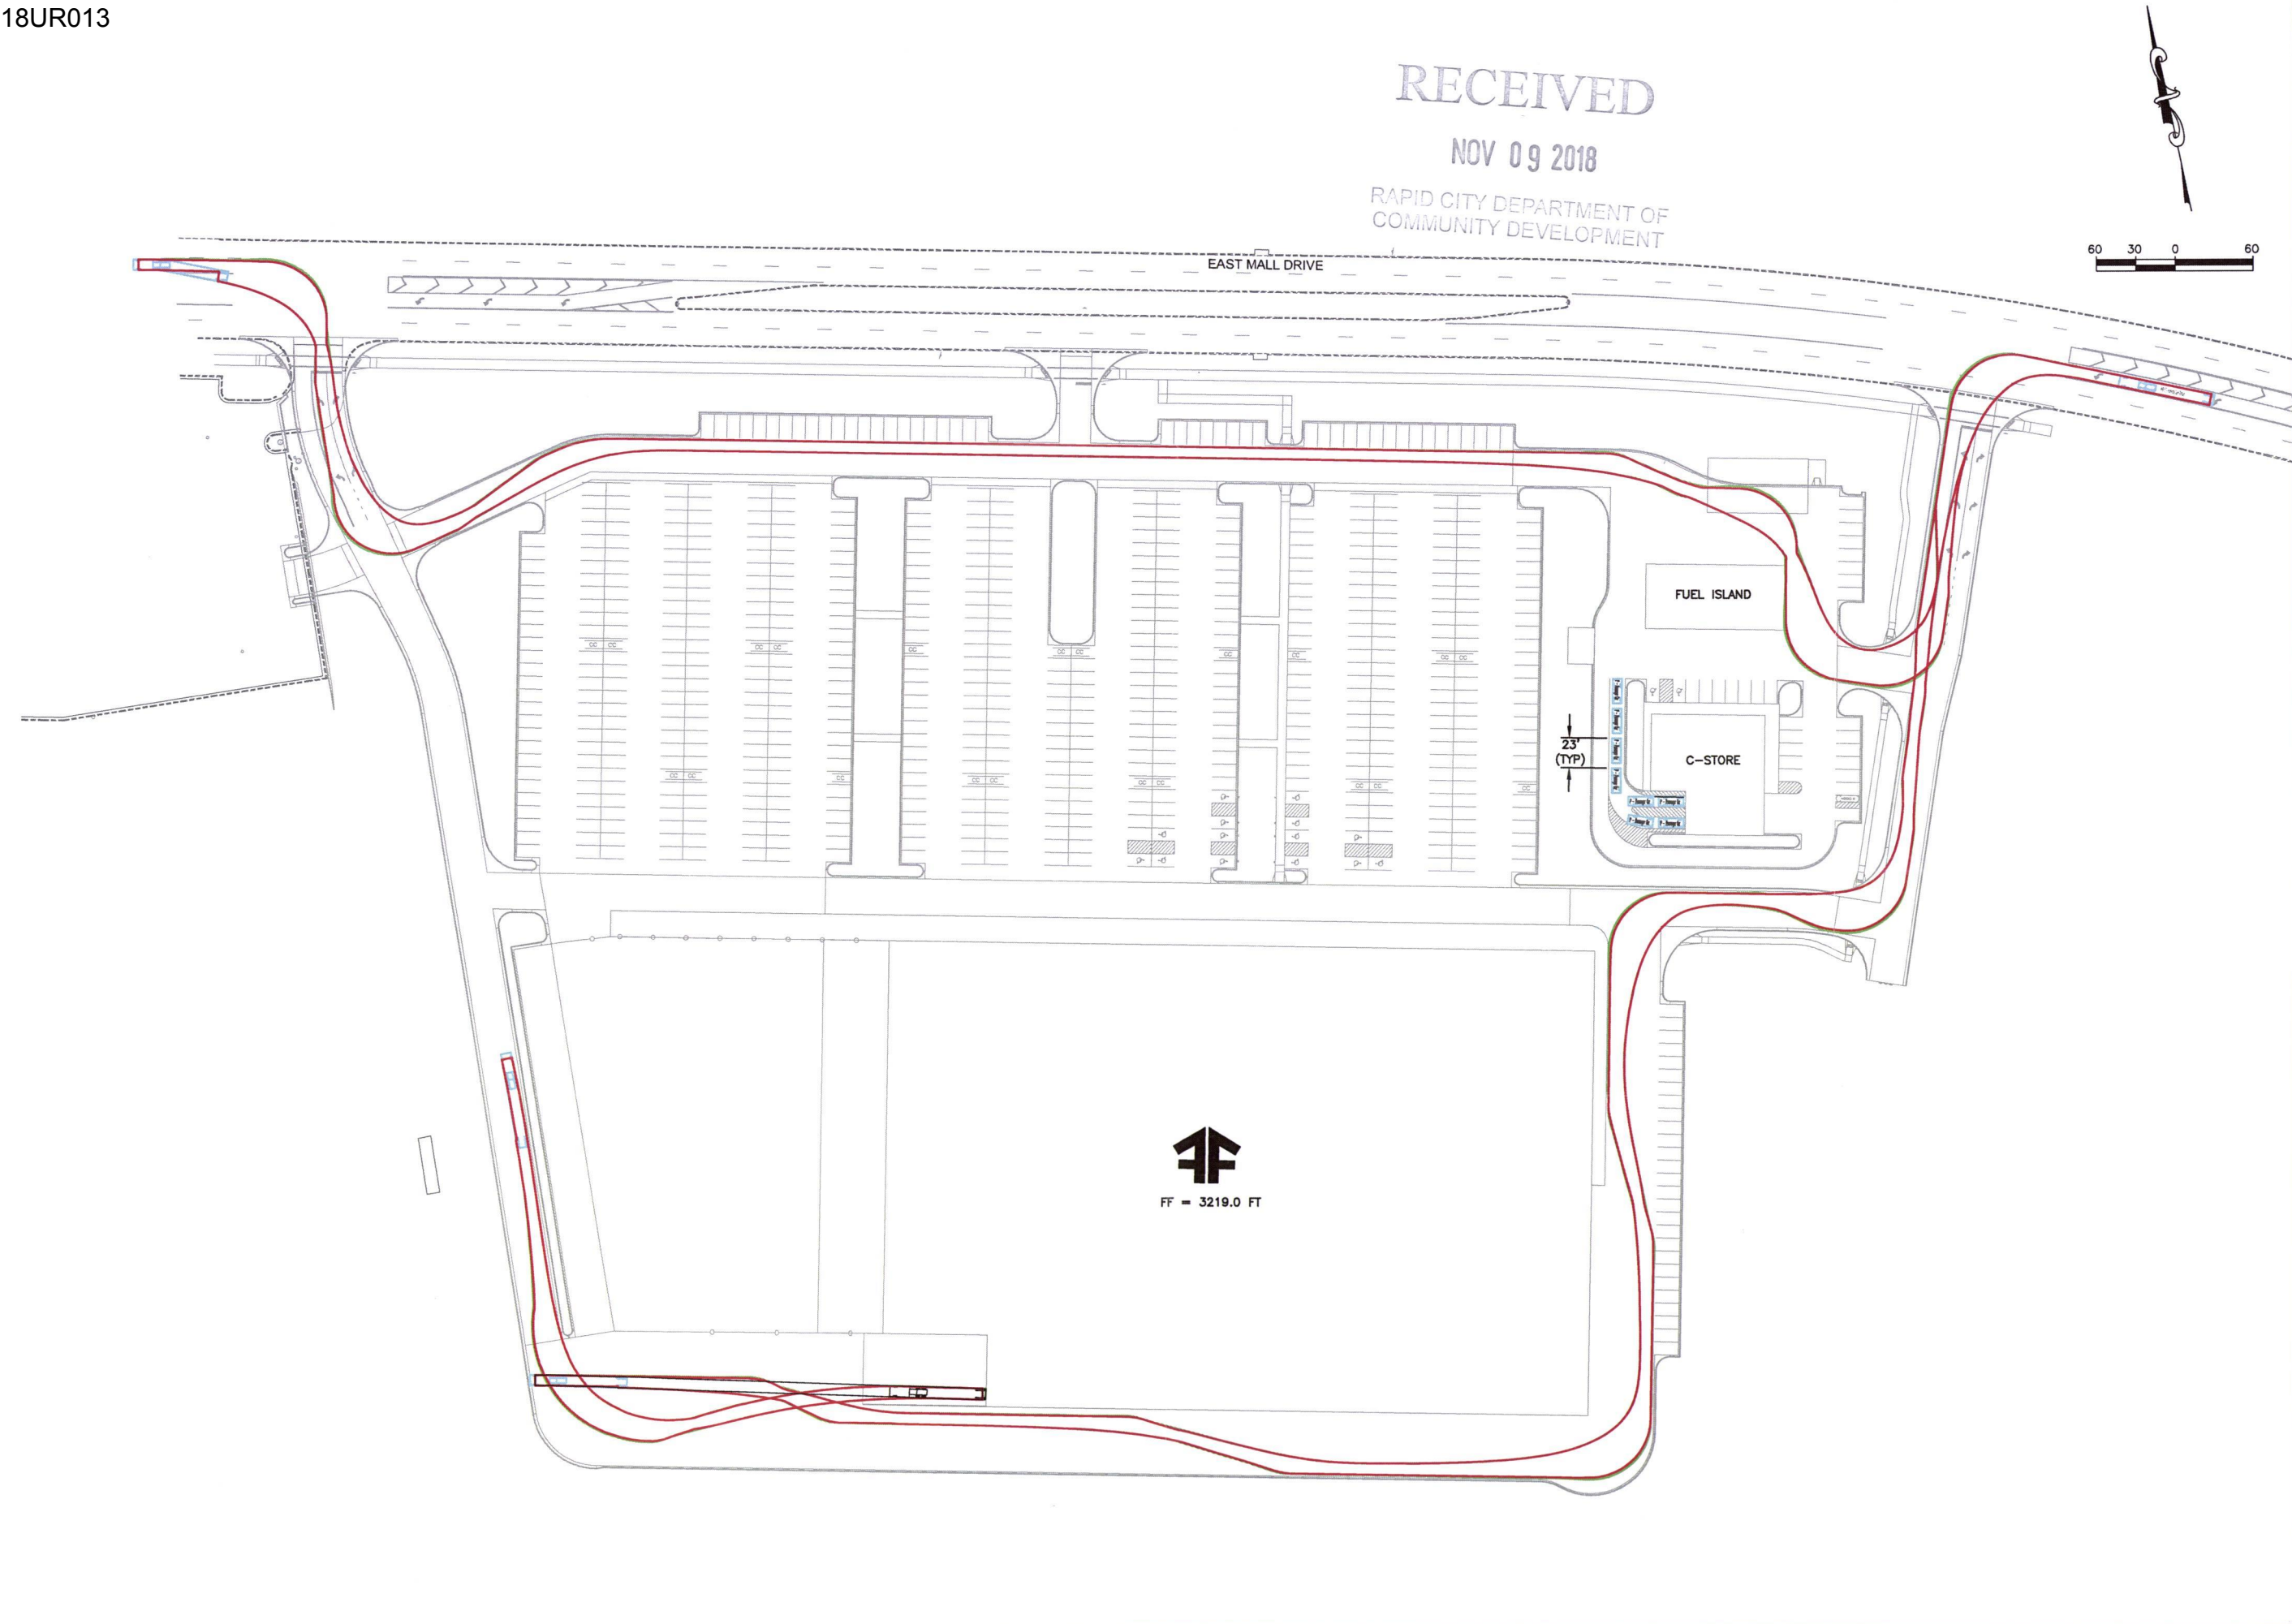 18UR013
RECEIVED
NOV 09 2018
RAPID CITY DEPARTMENT OF
COMMUNITY DEVELOPMENT
60 30 0 60
EAST MALL DRIVE
FUEL ISLAND
23'
(TYP)
C-STORE
FF = 3219.0 FT